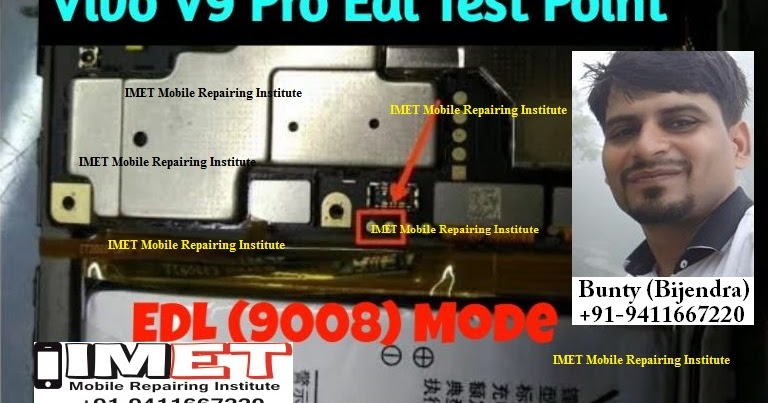 Vivo V9 Pro Edl Test Point
IMET Mobile Repairing Institute
IMET Mobile Repairing Institute
IMET Mobile Repairing Institute
IMET Mobile Repairing Institute
IMET Mobile Repairing Institute
EDL (9008) Mode
Bunty (Bijendra)
+91-9411667220
IMET
Mobile Repairing Institute
+91-9411667220
IMET Mobile Repairing Institute